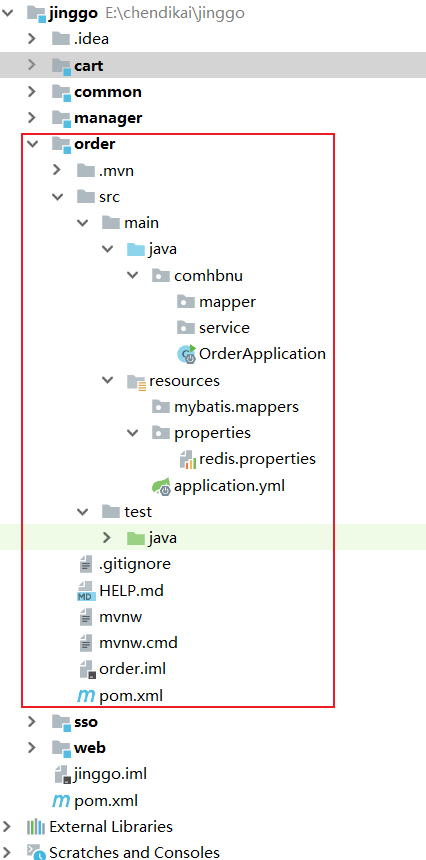 jinggo E:\chendikai\jinggo
.idea
cart
common
manager
order
.mvn
src
main
java
comhbnu
mapper
service
OrderApplication
resources
mybatis.mappers
properties
redis.properties
application.yml
test
java
.gitignore
HELP.md
mvnw
mvnw.cmd
order.iml
pom.xml
sso
web
jinggo.iml
pom.xml
External Libraries
Scratches and Consoles